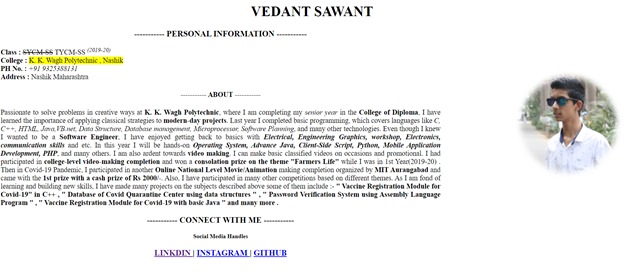 VEDANT SAWANT
----------- PERSONAL INFORMATION -----------
Class : SYCM-SS TYCM-SS (2019-20)
College : K. K. Wagh Polytechnic , Nashik
PH No. : +91 9325388131
Address : Nashik Maharashtra
----------- ABOUT -----------
Passionate to solve problems in creative ways at K. K. Wagh Polytechnic, where I am completing my senior year in the College of Diploma, I have
learned the importance of applying classical strategies to modern-day projects. Last year I completed basic programming, which covers languages like C,
C++, HTML, Java,VB.net, Data Structure, Database management, Microprocessor, Software Planning, and many other technologies. Even though I knew
I wanted to be a Software Engineer, I have enjoyed getting back to basics with Electrical, Engineering Graphics, workshop, Electronics,
communication skills and etc. In this year I will be hands-on Operating System, Advance Java, Client-Side Script, Python, Mobile Application
Development, PHP, and many others. I am also ardent towards video making. I can make basic classified videos on occasions and promotional. I had
participated in college-level video-making completion and won a consolation prize on the theme "Farmers Life" while I was in 1st Year(2019-20) .
Then in Covid-19 Pandemic, I participated in another Online National Level Movie/Animation making completion organized by MIT Aurangabad and
came with the 1st prize with a cash prize of Rs 2000/-. Also, I have participated in many other competitions based on different themes. As I am fond of
learning and building new skills, I have made many projects on the subjects described above some of them include :- " Vaccine Registration Module for
Covid-19" in C++ , " Database of Covid Quarantine Center using data structures " , " Password Verification System using Assembly Language
Program " , " Vaccine Registration Module for Covid-19 with basic Java " and many more .
----------- CONNECT WITH ME -----------
Social Media Handles
LINKDIN | INSTAGRAM | GITHUB